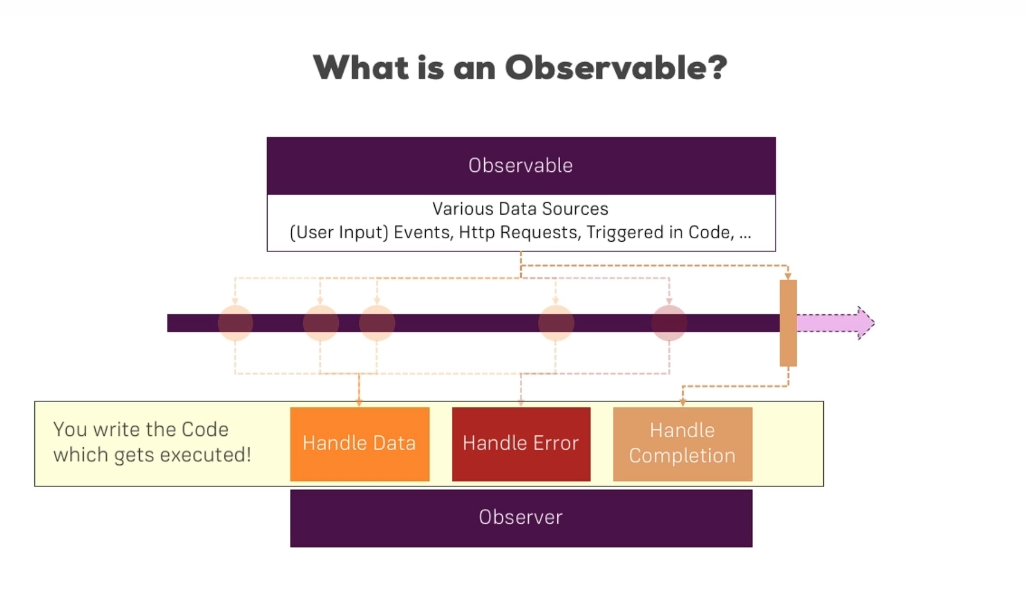 What is an Observable?
Observable
Various Data Sources
(User Input) Events, Http Requests, Triggered in Code, ...
You write the Code
which gets executed!
Handle Data
Handle Error
Handle
Completion
Observer